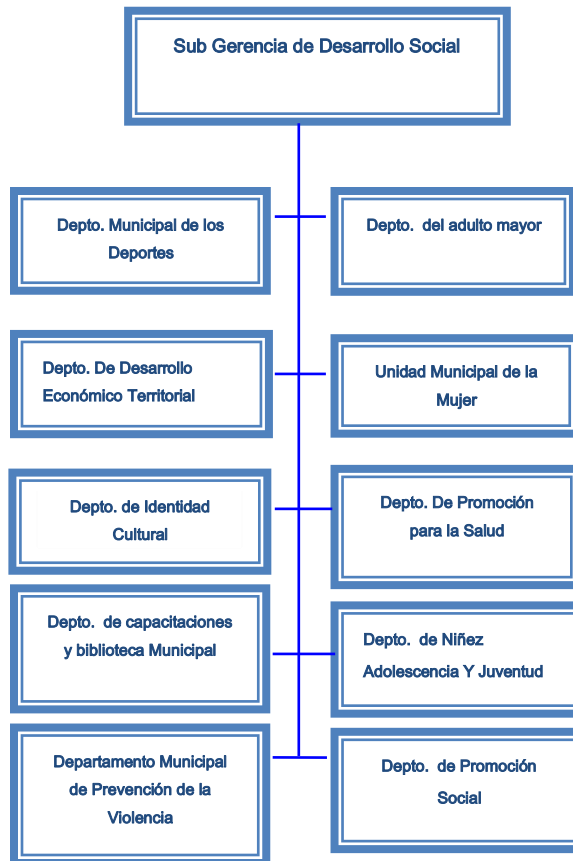 Sub Gerencia de Desarrollo Social
Depto. Municipal de los
Deportes
Depto. del adulto mayor
Depto. De Desarrollo
Económico Territorial
Unidad Municipal de la
Mujer
Depto. de Identidad
Cultural
Depto. De Promoción
para la Salud
Depto. de capacitaciones
y biblioteca Municipal
Depto. de Niñez
Adolescencia Y Juventud
Departamento Municipal
de Prevención de la
Violencia
Depto. de Promoción
Social